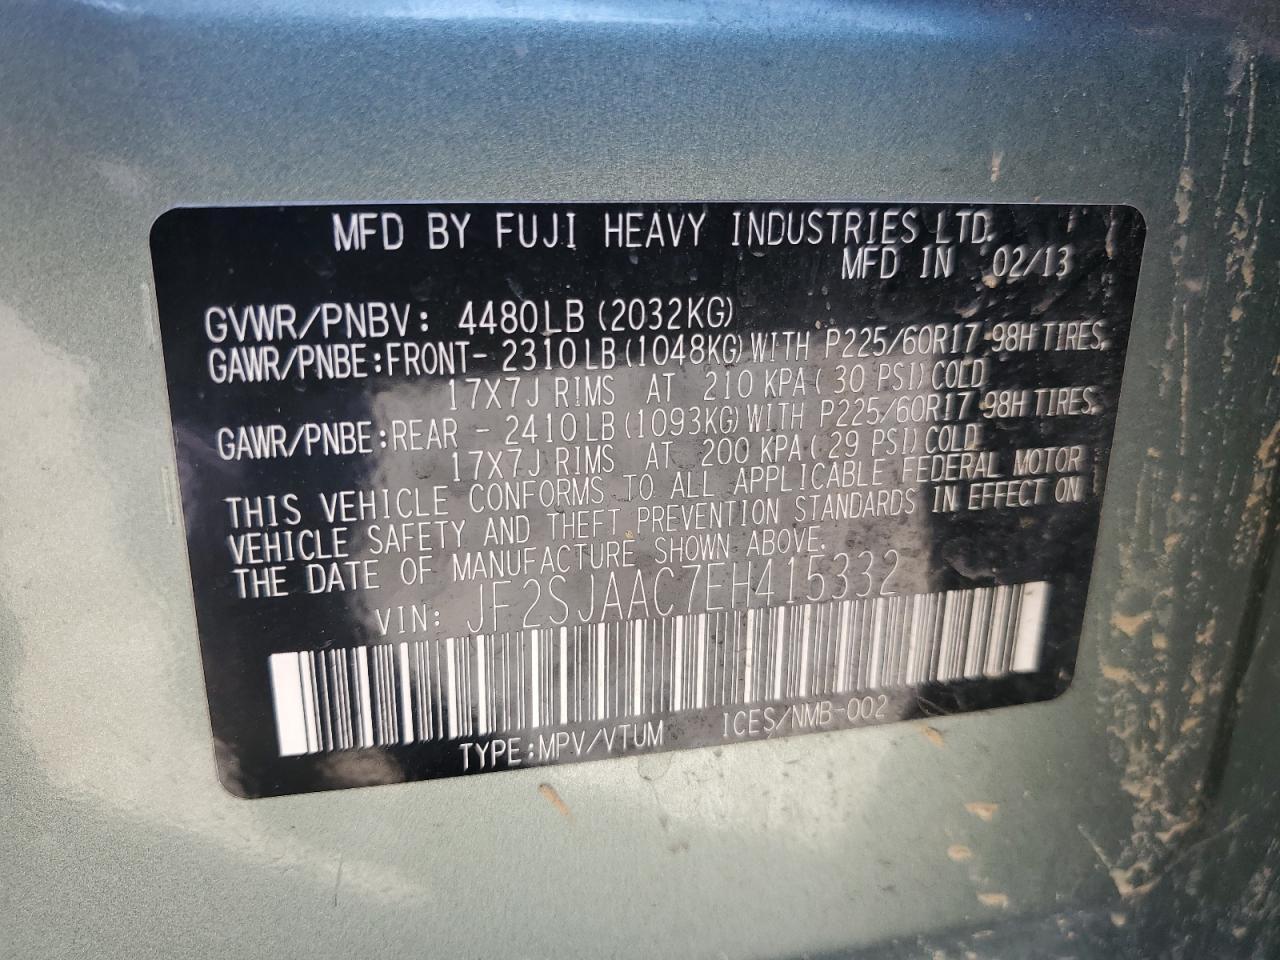 MFD BY FUJI HEAVY INDUSTRIES LTD.
MFD IN 02/13
GVWR/PNBV: 4480LB (2032KG)
GAWR/PNBE:FRONT- 2310LB (1048KG) WITH P225/60R17 98H TIRES,
17X7J RIMS AT 210 KPA ( 30 PSI) COLD
GAWR/PNBE:REAR - 2410LB (1093KG) WITH P225/60R17 98H TIRES,
17X7J RIMS AT 200 KPA (29 PSI) COLD
THIS VEHICLE CONFORMS TO ALL APPLICABLE FEDERAL MOTOR
VEHICLE SAFETY AND THEFT PREVENTION STANDARDS IN EFFECT ON
THE DATE OF MANUFACTURE SHOWN ABOVE.
VIN: JF2SJAAC7EH415332
TYPE:MPV/VTUM ICES/NMB-002